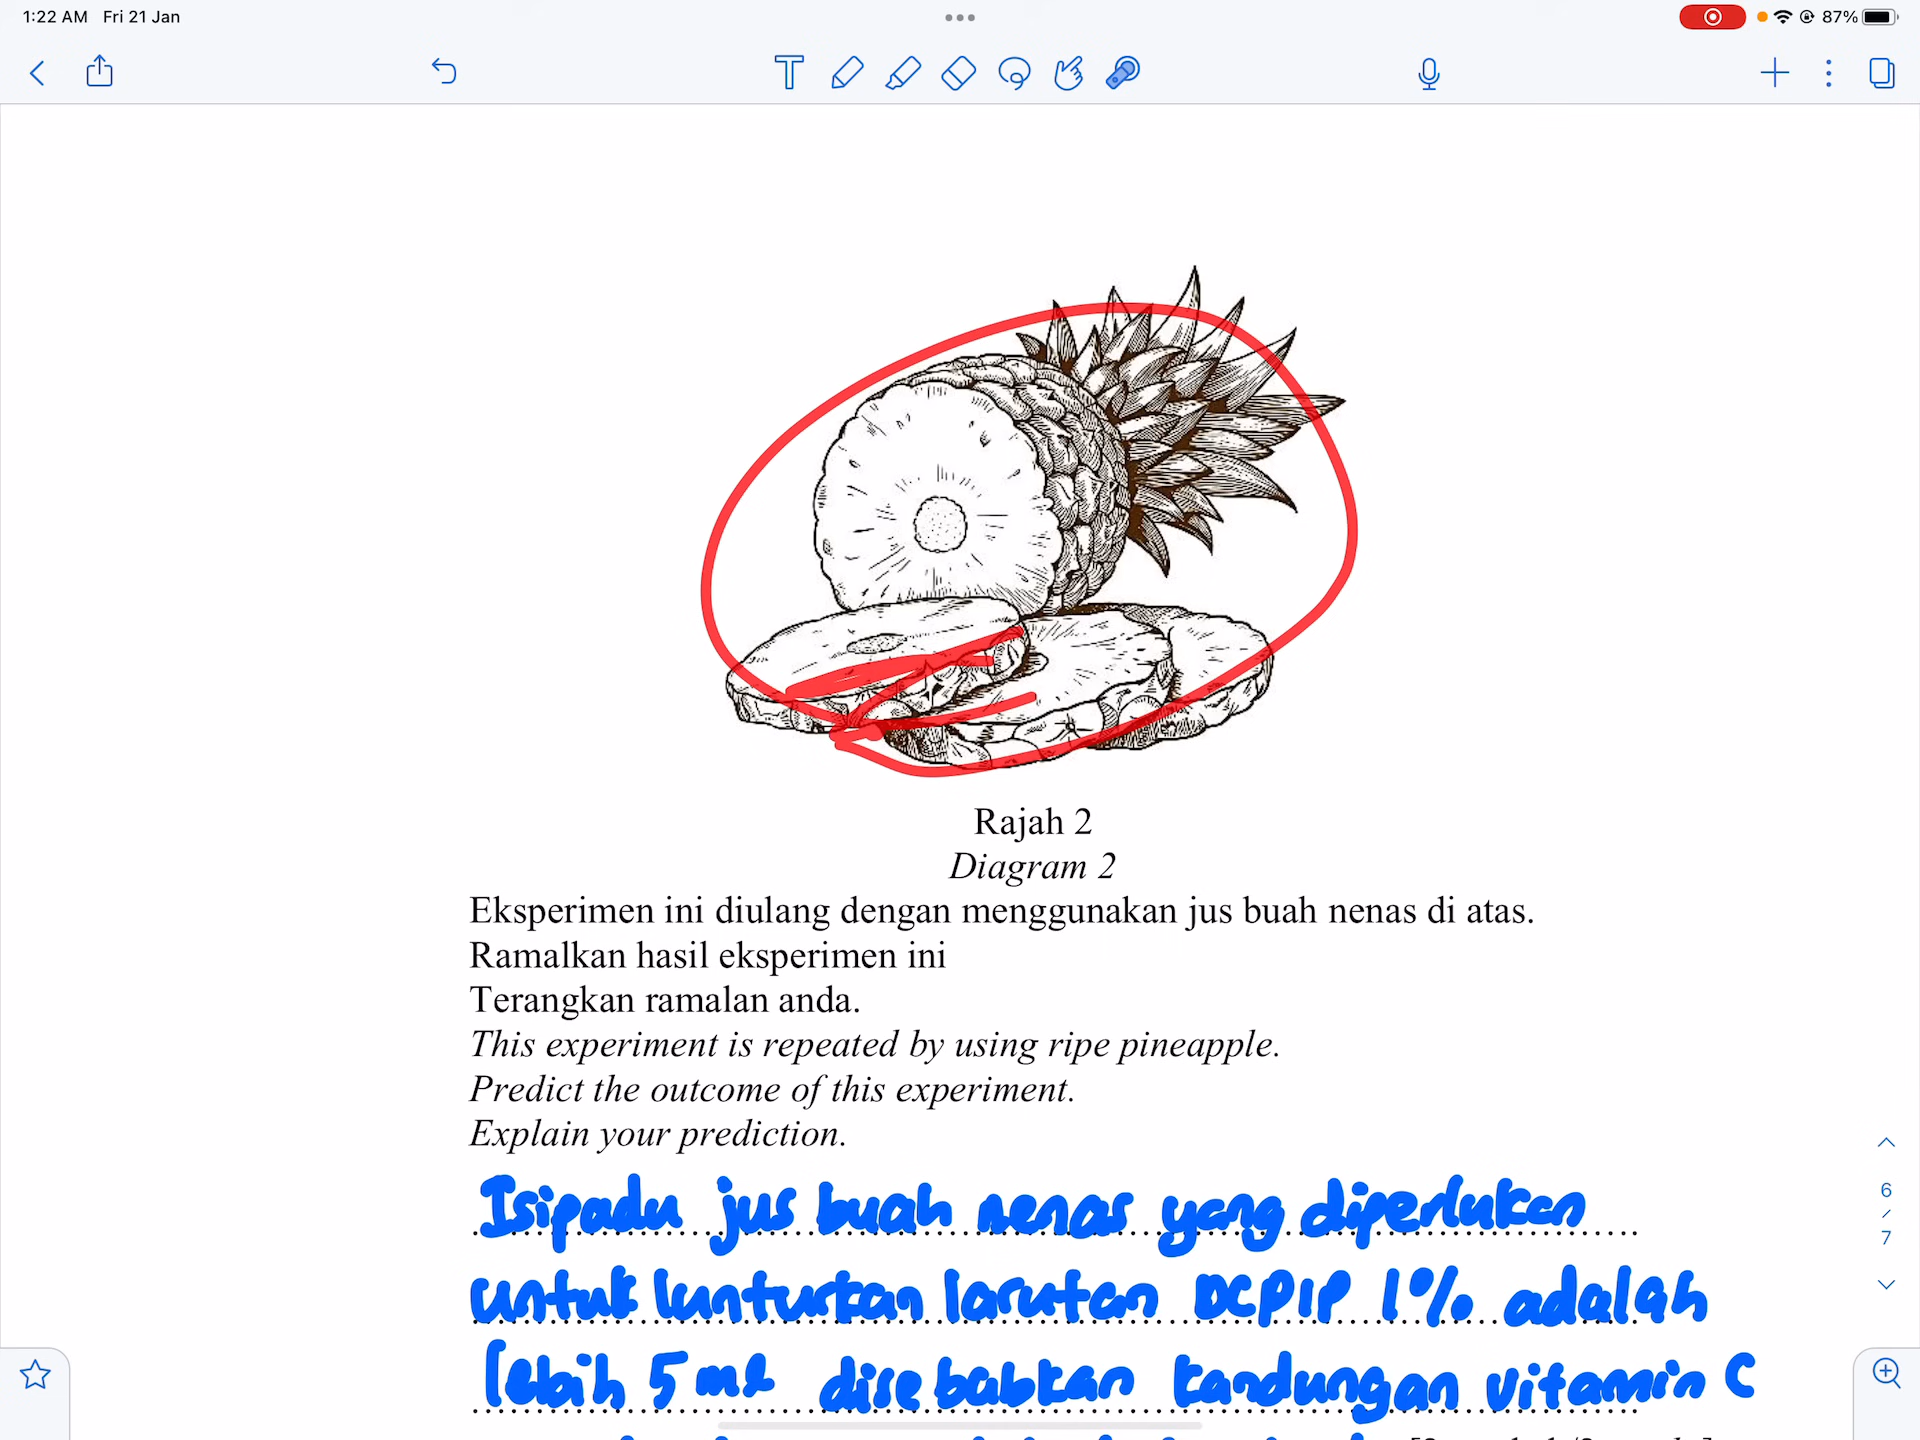 1:22 AM Fri 21 Jan
87%
Rajah 2
Diagram 2
Eksperimen ini diulang dengan menggunakan jus buah nenas di atas.
Ramalkan hasil eksperimen ini
Terangkan ramalan anda.
This experiment is repeated by using ripe pineapple.
Predict the outcome of this experiment.
Explain your prediction.
Isipadu jus buah nenas yang diperlukan
untuk lunturkan larutan DCPIP 1% adalah
lebih 5 ml disebabkan kandungan vitamin C
6
/
7